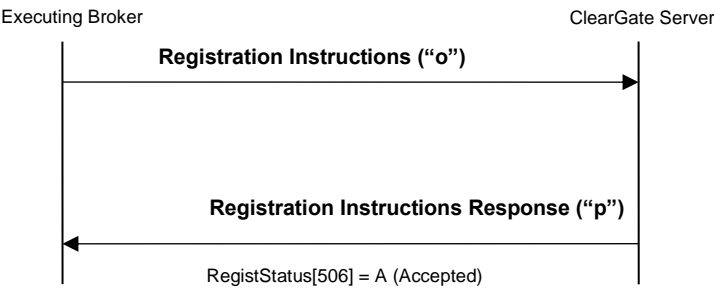 Executing Broker
ClearGate Server
Registration Instructions (“o”)
Registration Instructions Response (“p”)
RegistStatus[506] = A (Accepted)